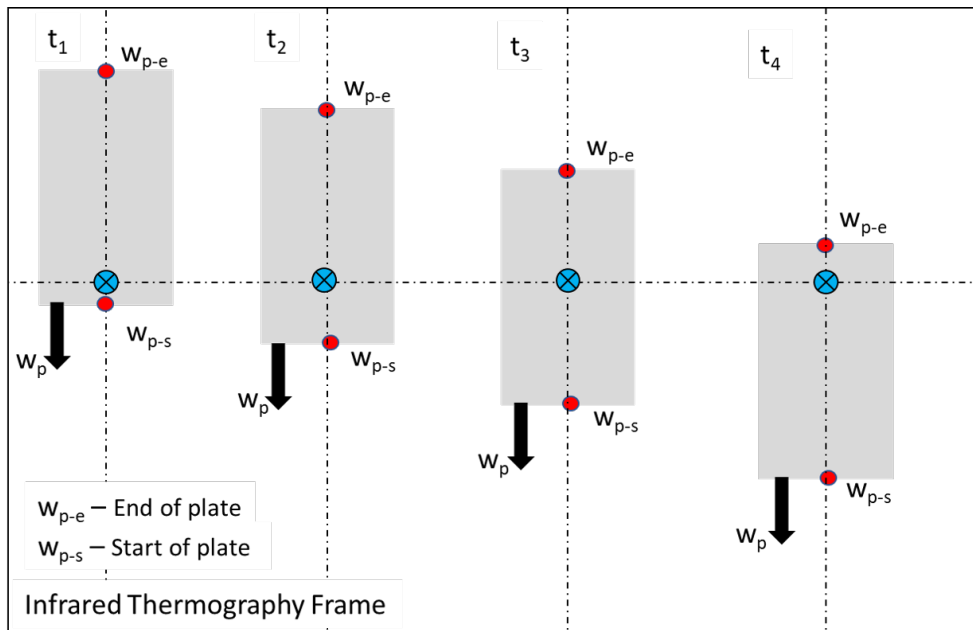 t1
wp-e
wp-s
wp
t2
wp-e
wp-s
wp
t3
wp-e
wp-s
wp
t4
wp-e
wp-s
wp
wp-e – End of plate
wp-s – Start of plate
Infrared Thermography Frame